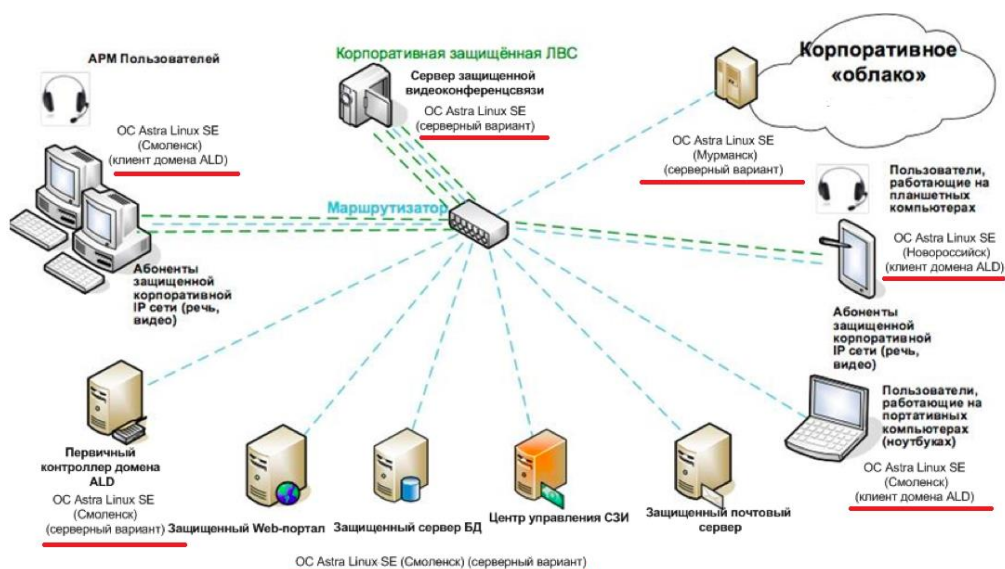 АРМ Пользователей
ОС Astra Linux SE
(Смоленск)
(клиент домена ALD)
Абоненты
защищенной
корпоративной
IP сети (речь,
видео)
Корпоративная защищённая ЛВС
Сервер защищенной
видеоконференцсвязи
ОС Astra Linux SE
(серверный вариант)
Маршрутизатор
Корпоративное
«облако»
ОС Astra Linux SE
(Мурманск)
(серверный вариант)
Пользователи,
работающие на
планшетных
компьютерах
ОС Astra Linux SE
(Новороссийск)
(клиент домена ALD)
Абоненты
защищенной
корпоративной
IP сети (речь,
видео)
Пользователи,
работающие на
портативных
компьютерах
(ноутбуках)
ОС Astra Linux SE
(Смоленск)
(клиент домена ALD)
Первичный
контроллер домена
ALD
ОС Astra Linux SE
(Смоленск)
(серверный вариант)
Защищенный Web-портал
Защищенный сервер БД
Центр управления СЗИ
Защищенный почтовый
сервер
ОС Astra Linux SE (Смоленск) (серверный вариант)